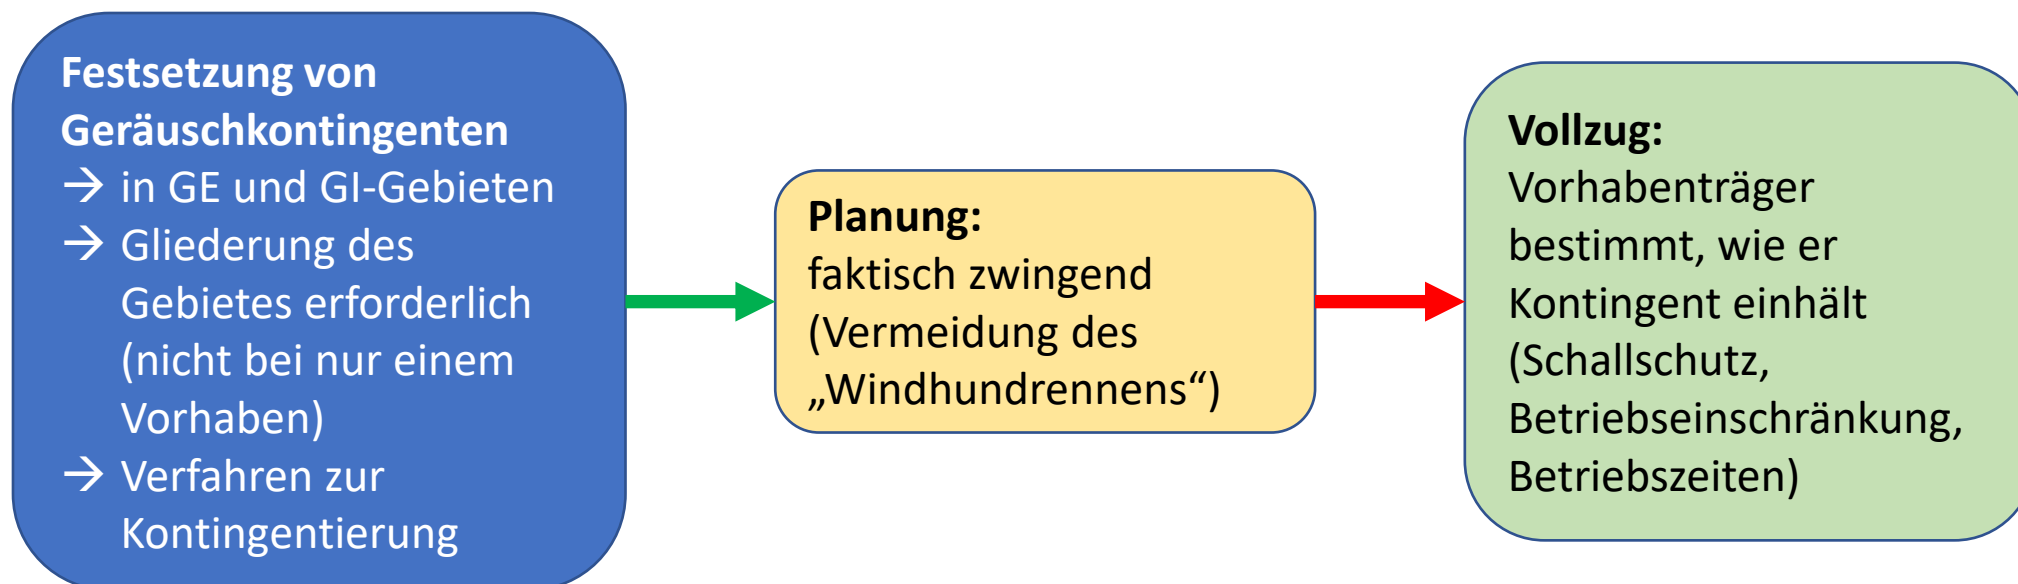 Festsetzung von
Geräuschkontingenten
→ in GE und GI-Gebieten
→ Gliederung des
Gebietes erforderlich
(nicht bei nur einem
Vorhaben)
→ Verfahren zur
Kontingentierung
Planung:
faktisch zwingend
(Vermeidung des
„Windhundrennens“)
Vollzug:
Vorhabenträger
bestimmt, wie er
Kontingent einhält
(Schallschutz,
Betriebseinschränkung,
Betriebszeiten)